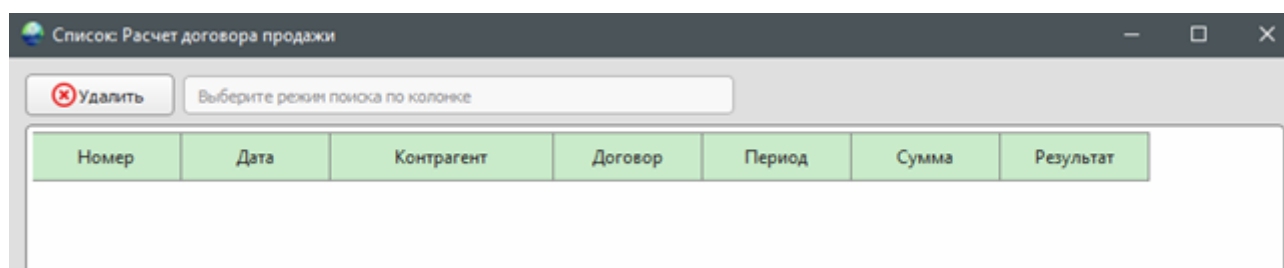 Список: Расчет договора продажи
Удалить Выберите режим поиска по колонке
Номер Дата Контрагент Договор Период Сумма Результат